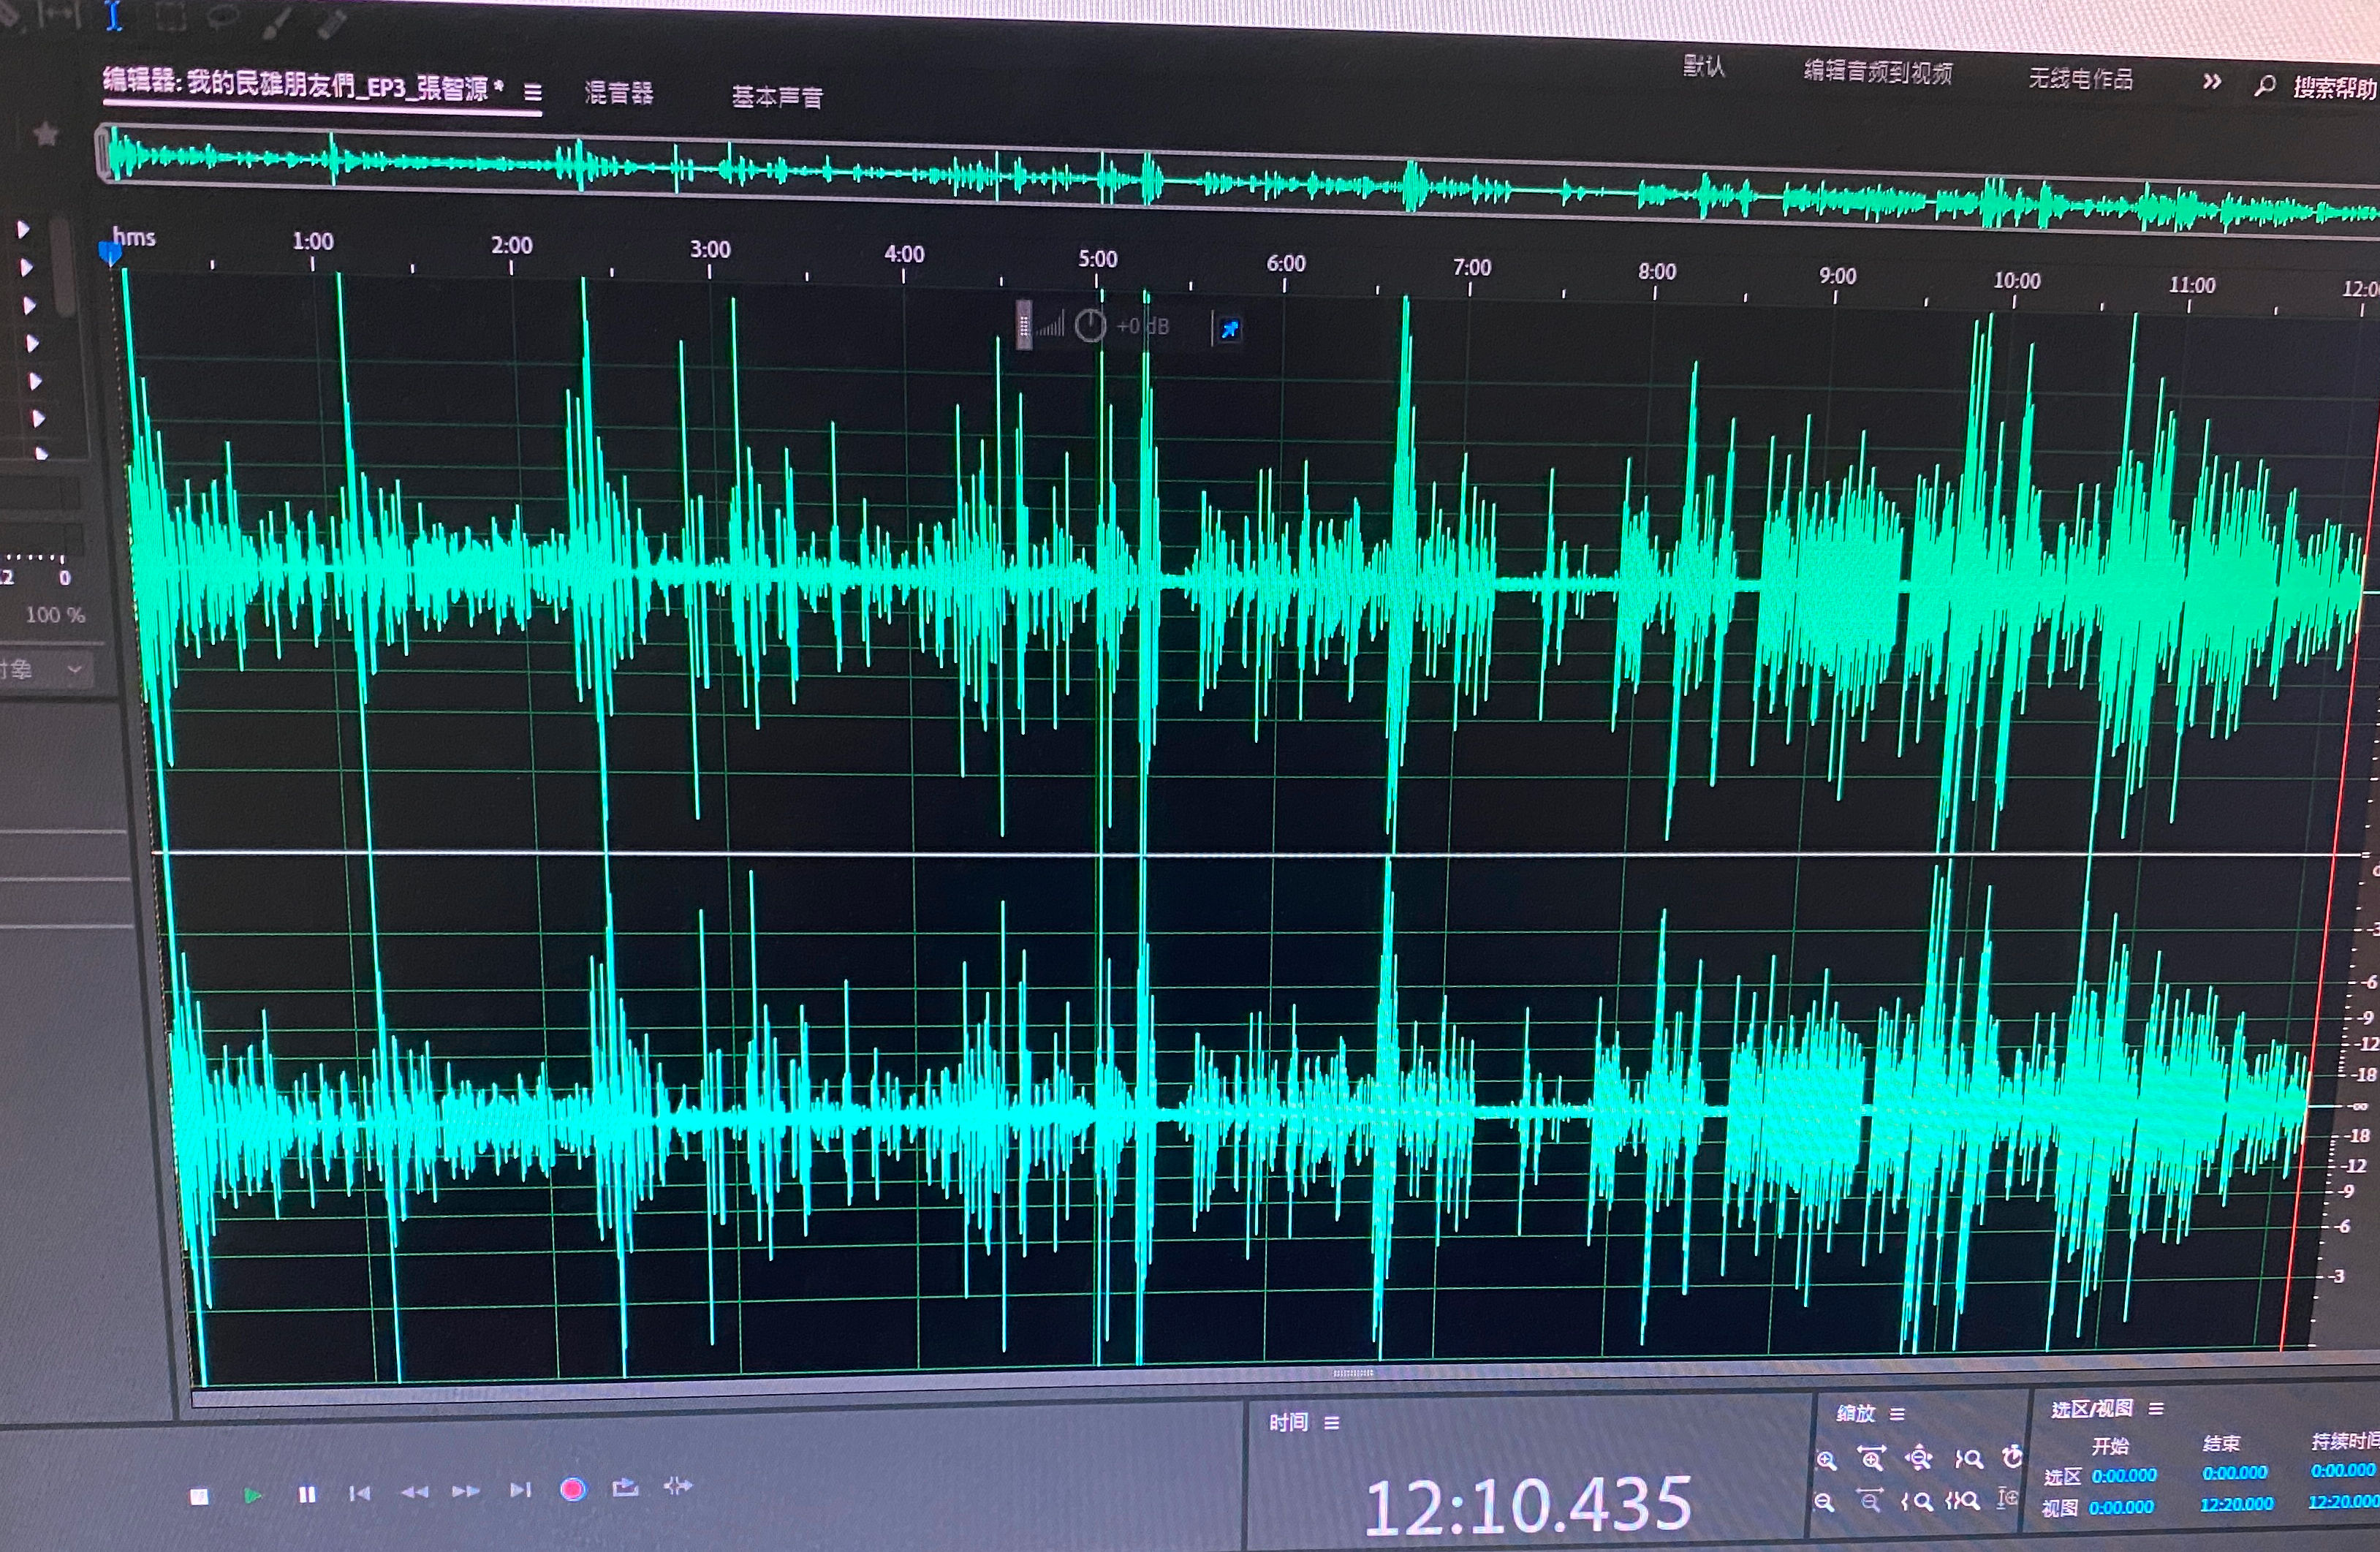 编辑器: 我的民雄朋友們_EP3_張智源 *
混音器
基本声音
默认
编辑音频到视频
无线电作品
搜索帮助
hms
1:00
2:00
3:00
4:00
5:00
6:00
7:00
8:00
9:00
10:00
11:00
+0 dB
0
100 %
-3
-6
-9
-12
-18
-∞
-18
-12
-9
-6
-3
时间
12:10.435
缩放
选区/视图
开始
结束
持续时间
选区 0:00.000 0:00.000 0:00.000
视图 0:00.000 12:20.000 12:20.000